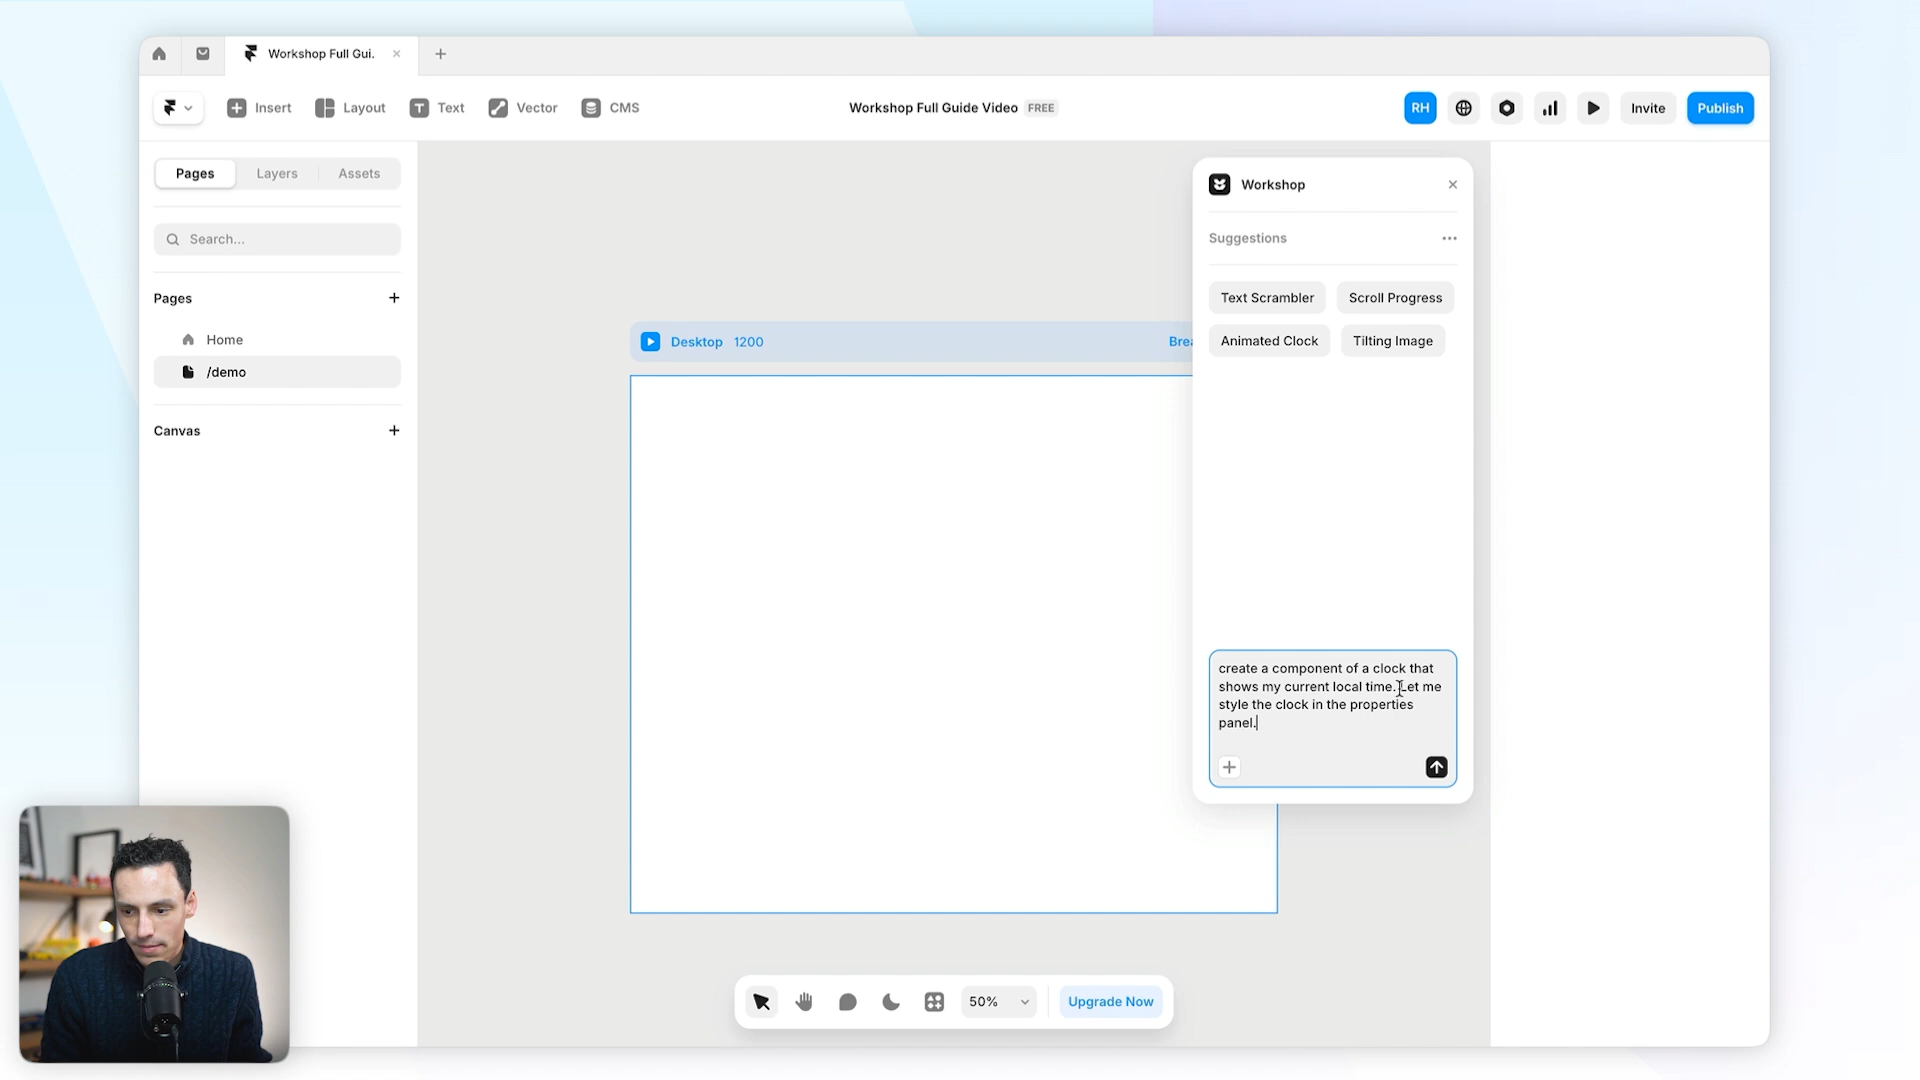 Workshop Full Gui.
Insert
Layout
Text
Vector
CMS
Workshop Full Guide Video FREE
RH
Invite
Publish
Pages
Layers
Assets
Search...
Pages
Home
/demo
Canvas
Desktop 1200
Brea
Workshop
Suggestions
Text Scrambler
Scroll Progress
Animated Clock
Tilting Image
create a component of a clock that
shows my current local time. Let me
style the clock in the properties
panel.
50%
Upgrade Now